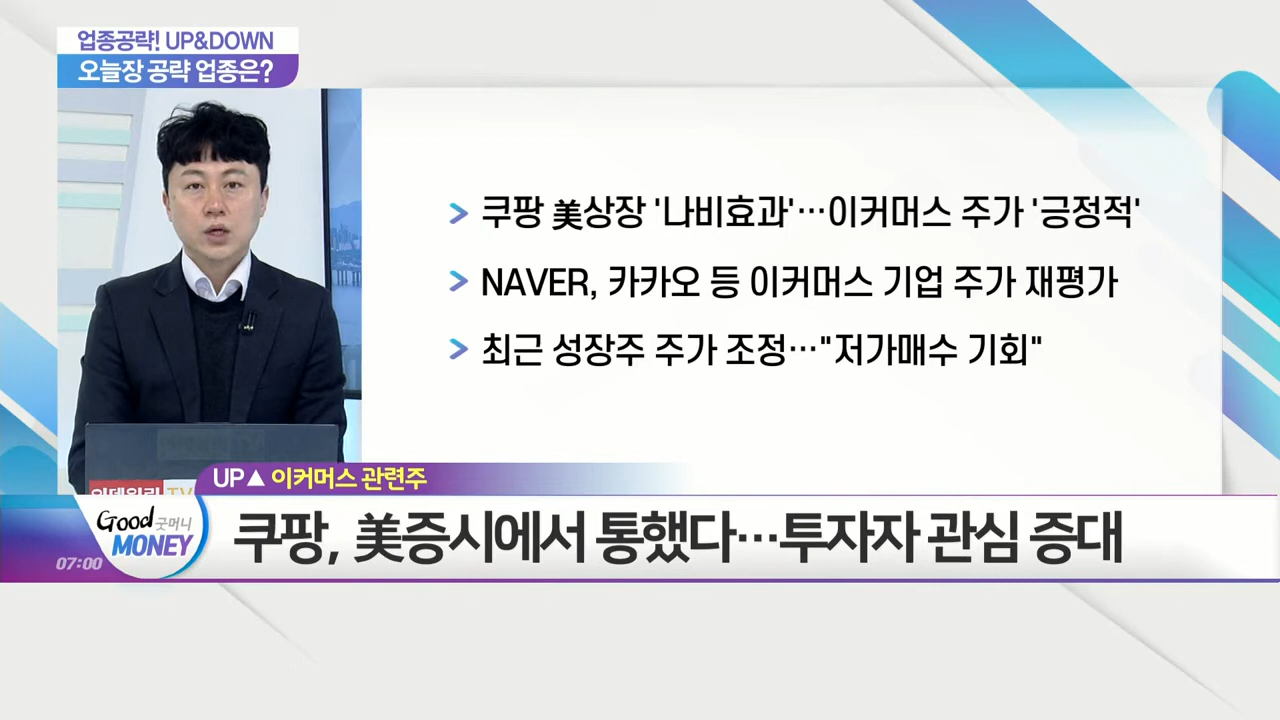 업종공략! UP&DOWN
오늘장 공략 업종은?
쿠팡 美상장 '나비효과'…이커머스 주가 '긍정적'
NAVER, 카카오 등 이커머스 기업 주가 재평가
최근 성장주 주가 조정…"저가매수 기회"
UP▲ 이커머스 관련주
Good 굿머니
MONEY
쿠팡, 美증시에서 통했다…투자자 관심 증대
07:00